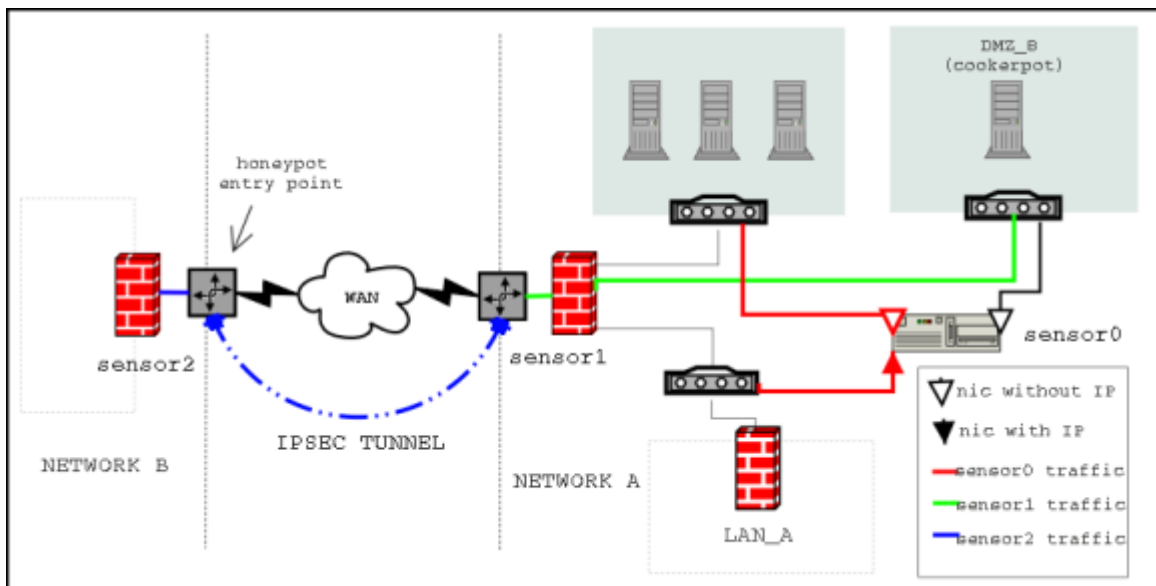 DMZ_B
(cookerpot)
honeypot
entry point
WAN
sensor2
sensor1
sensor0
IPSEC TUNNEL
NETWORK B
NETWORK A
LAN_A
nic without IP
nic with IP
sensor0 traffic
sensor1 traffic
sensor2 traffic